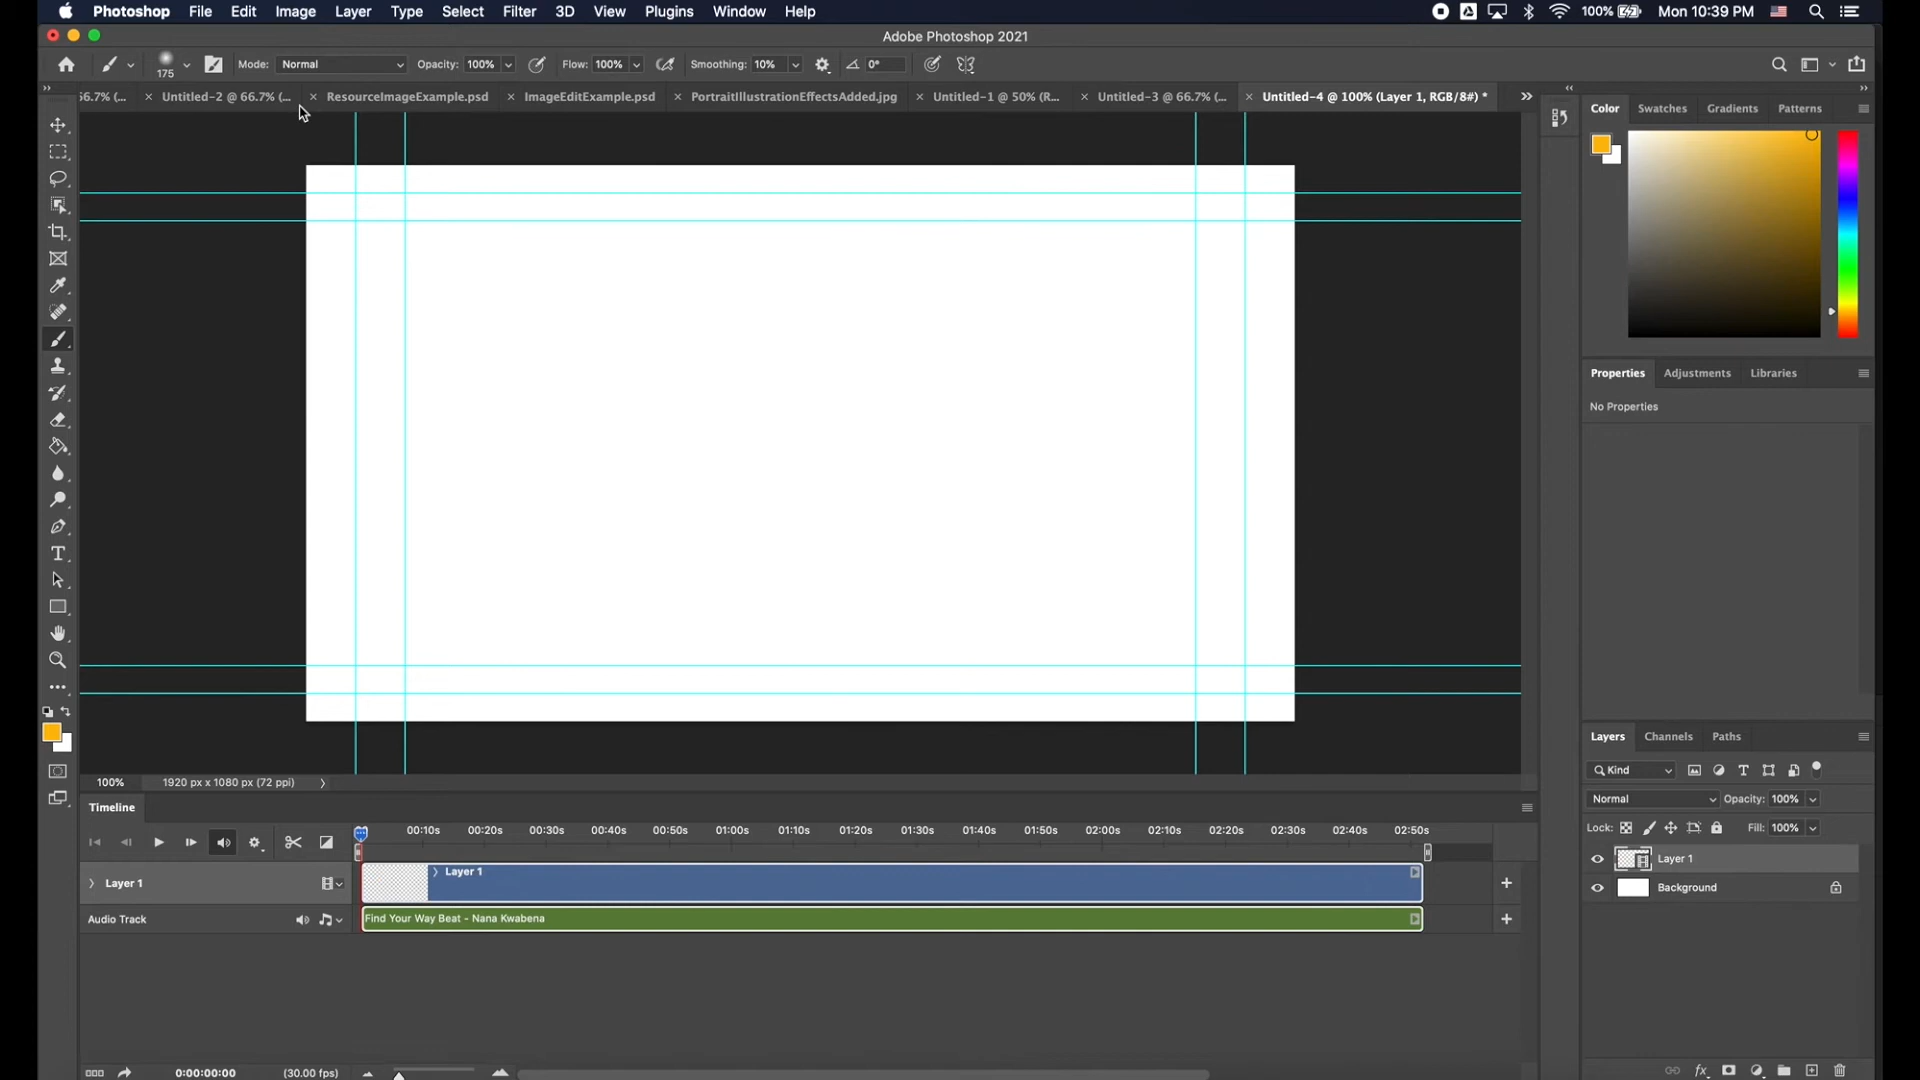 Photoshop File Edit Image Layer Type Select Filter 3D View Plugins Window Help 100% Mon 10:39 PM
Adobe Photoshop 2021
175 Mode: Normal Opacity: 100% Flow: 100% Smoothing: 10% 0°
56.7% (... Untitled-2 @ 66.7% (... ResourceImageExample.psd ImageEditExample.psd PortraitIllustrationEffectsAdded.jpg Untitled-1 @ 50% (R... Untitled-3 @ 66.7% (... Untitled-4 @ 100% (Layer 1, RGB/8#) *
Color Swatches Gradients Patterns
Properties Adjustments Libraries
No Properties
Layers Channels Paths
Kind
Normal Opacity: 100%
Lock: Fill: 100%
Layer 1
Background
100% 1920 px x 1080 px (72 ppi)
Timeline
00:10s 00:20s 00:30s 00:40s 00:50s 01:00s 01:10s 01:20s 01:30s 01:40s 01:50s 02:00s 02:10s 02:20s 02:30s 02:40s 02:50s
Layer 1 Layer 1
Audio Track Find Your Way Beat - Nana Kwabena
0:00:00:00 (30.00 fps)